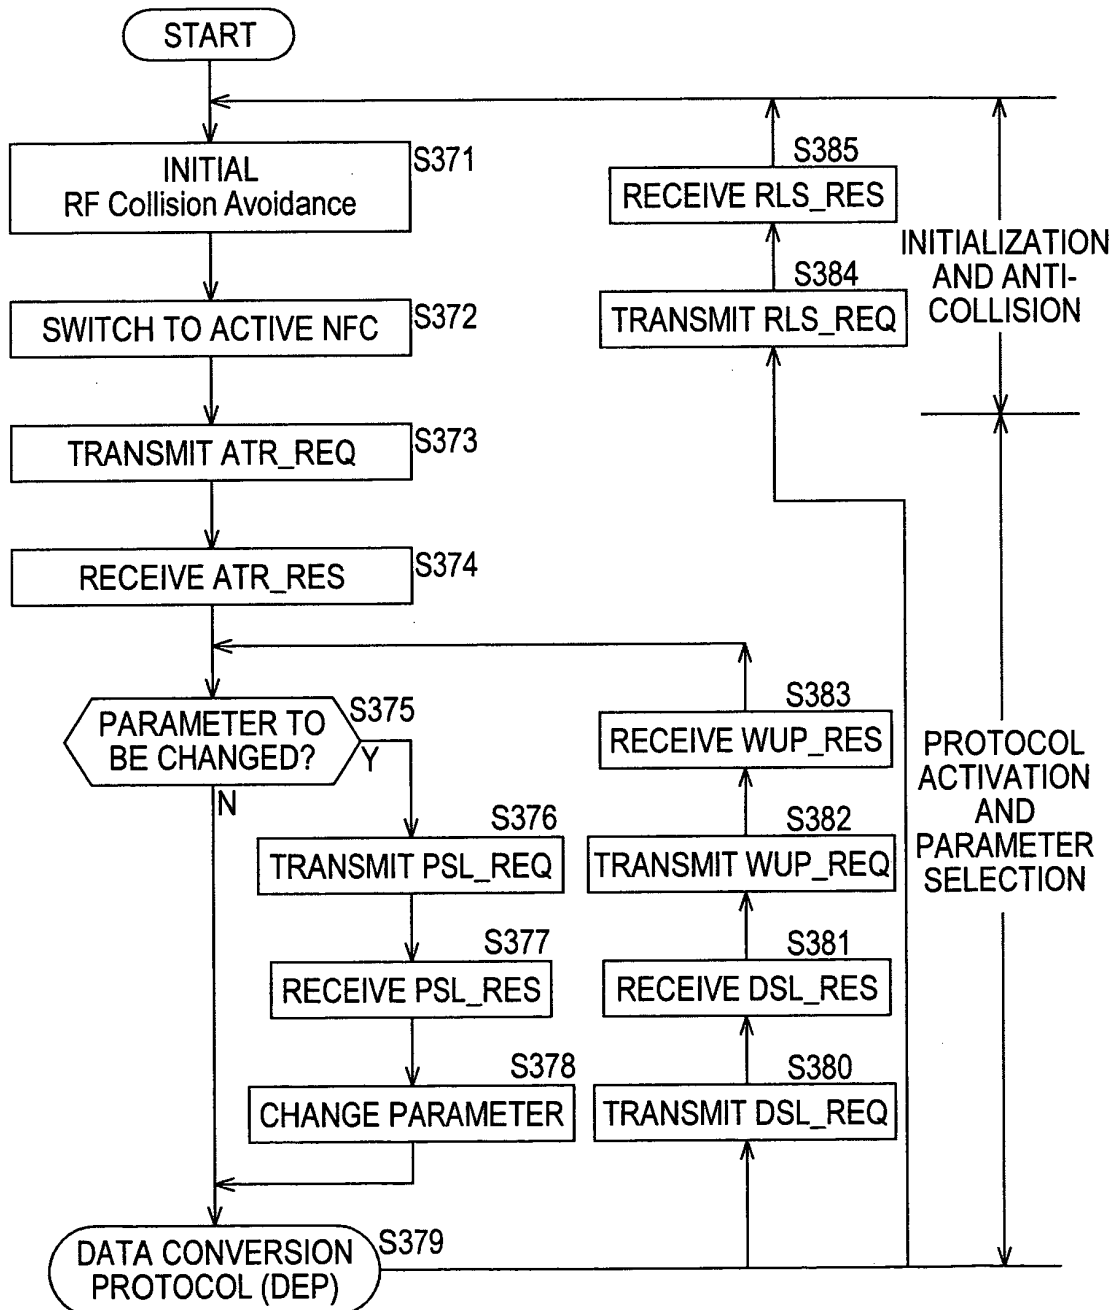 START
INITIAL
RF Collision Avoidance
S371
SWITCH TO ACTIVE NFC
S372
TRANSMIT ATR_REQ
S373
RECEIVE ATR_RES
S374
PARAMETER TO
BE CHANGED?
S375
Y
N
S376
TRANSMIT PSL_REQ
S377
RECEIVE PSL_RES
S378
CHANGE PARAMETER
DATA CONVERSION
PROTOCOL (DEP)
S379
S380
TRANSMIT DSL_REQ
S381
RECEIVE DSL_RES
S382
TRANSMIT WUP_REQ
S383
RECEIVE WUP_RES
S384
TRANSMIT RLS_REQ
S385
RECEIVE RLS_RES
INITIALIZATION
AND ANTI-
COLLISION
PROTOCOL
ACTIVATION
AND
PARAMETER
SELECTION